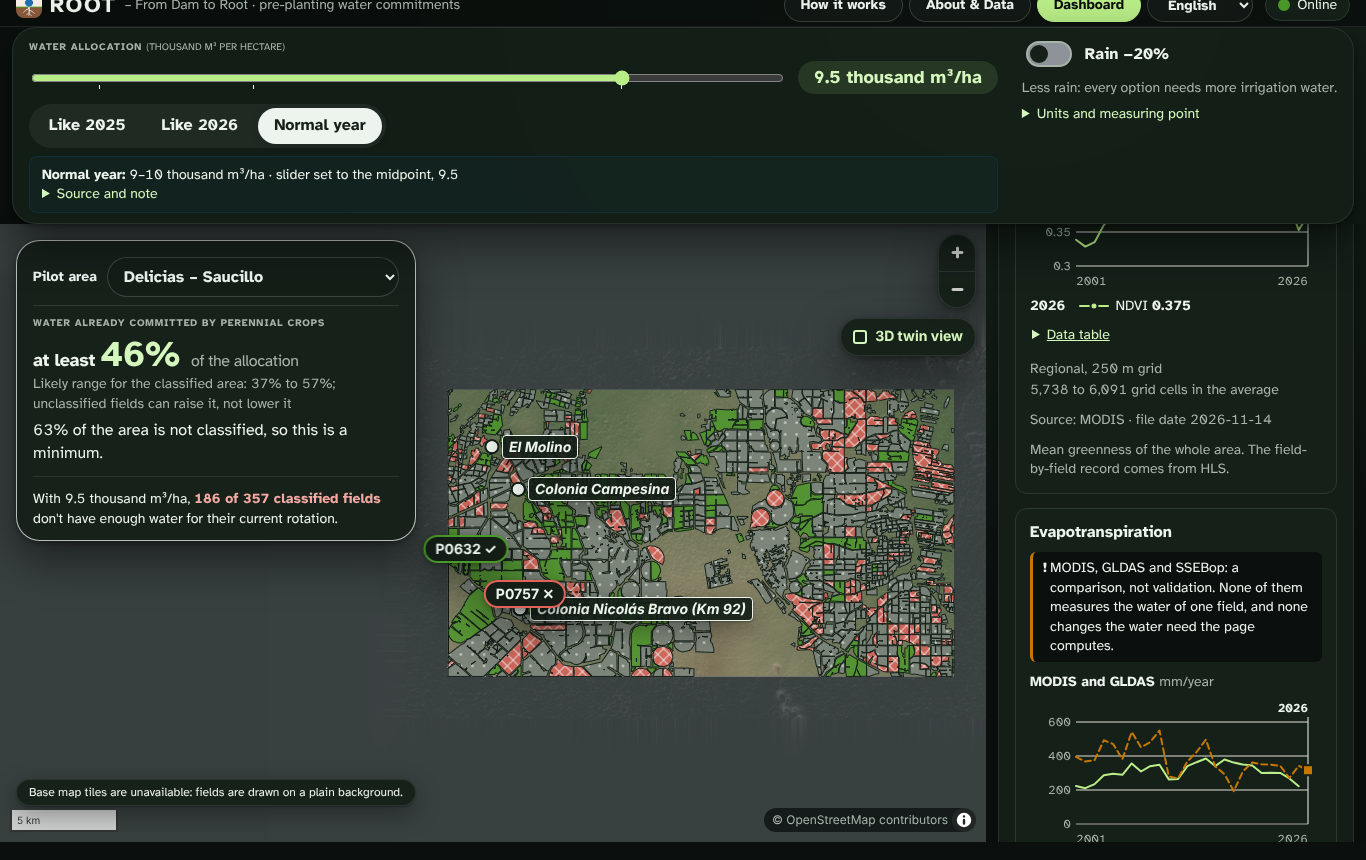 ROOT – From Dam to Root · pre-planting water commitments
How it works
About & Data
Dashboard
English
Online
WATER ALLOCATION (THOUSAND M³ PER HECTARE)
9.5 thousand m³/ha
Like 2025
Like 2026
Normal year
Normal year: 9–10 thousand m³/ha · slider set to the midpoint, 9.5
Source and note
Rain −20%
Less rain: every option needs more irrigation water.
Units and measuring point
Pilot area
Delicias – Saucillo
WATER ALREADY COMMITTED BY PERENNIAL CROPS
at least 46% of the allocation
Likely range for the classified area: 37% to 57%;
unclassified fields can raise it, not lower it
63% of the area is not classified, so this is a
minimum.
With 9.5 thousand m³/ha, 186 of 357 classified fields
don't have enough water for their current rotation.
+
−
3D twin view
El Molino
Colonia Campesina
P0632 ✓
P0757 ✕
Colonia Nicolás Bravo (Km 92)
Base map tiles are unavailable: fields are drawn on a plain background.
5 km
© OpenStreetMap contributors
0.35
0.3
2001
2026
2026 NDVI 0.375
Data table
Regional, 250 m grid
5,738 to 6,091 grid cells in the average
Source: MODIS · file date 2026-11-14
Mean greenness of the whole area. The field-
by-field record comes from HLS.
Evapotranspiration
! MODIS, GLDAS and SSEBop: a
comparison, not validation. None of them
measures the water of one field, and none
changes the water need the page
computes.
MODIS and GLDAS mm/year
2026
600
400
200
0
2001
2026